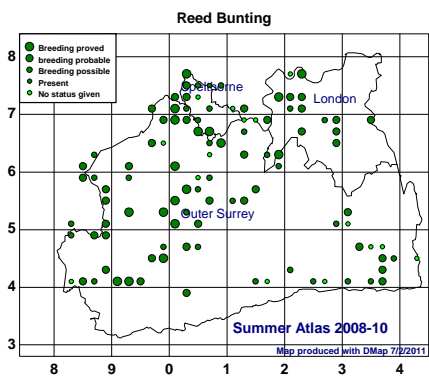 Reed Bunting
Breeding proved
breeding probable
Breeding possible
Present
No status given
Spelthorne
London
Outer Surrey
Summer Atlas 2008-10
Map produced with DMap 7/2/2011
8
7
6
5
4
3
8 9 0 1 2 3 4